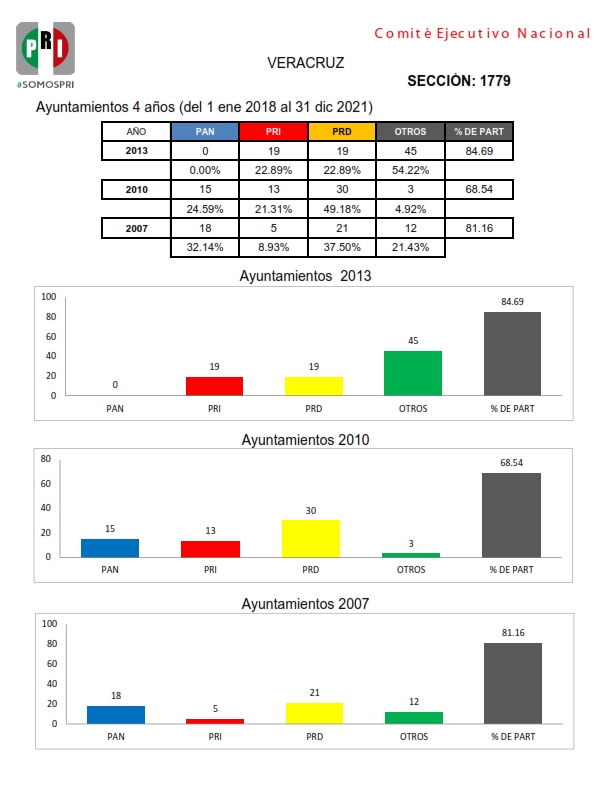 Comité Ejecutivo Nacional
PRI
#SOMOSPRI
VERACRUZ
SECCIÓN: 1779
Ayuntamientos 4 años (del 1 ene 2018 al 31 dic 2021)
AÑO PAN PRI PRD OTROS % DE PART
2013 0 19 19 45 84.69
0.00% 22.89% 22.89% 54.22%
2010 15 13 30 3 68.54
24.59% 21.31% 49.18% 4.92%
2007 18 5 21 12 81.16
32.14% 8.93% 37.50% 21.43%
Ayuntamientos 2013
100
80
60
40
20
0
0 19 19 45 84.69
PAN PRI PRD OTROS % DE PART
Ayuntamientos 2010
80
60
40
20
0
15 13 30 3 68.54
PAN PRI PRD OTROS % DE PART
Ayuntamientos 2007
100
80
60
40
20
0
18 5 21 12 81.16
PAN PRI PRD OTROS % DE PART